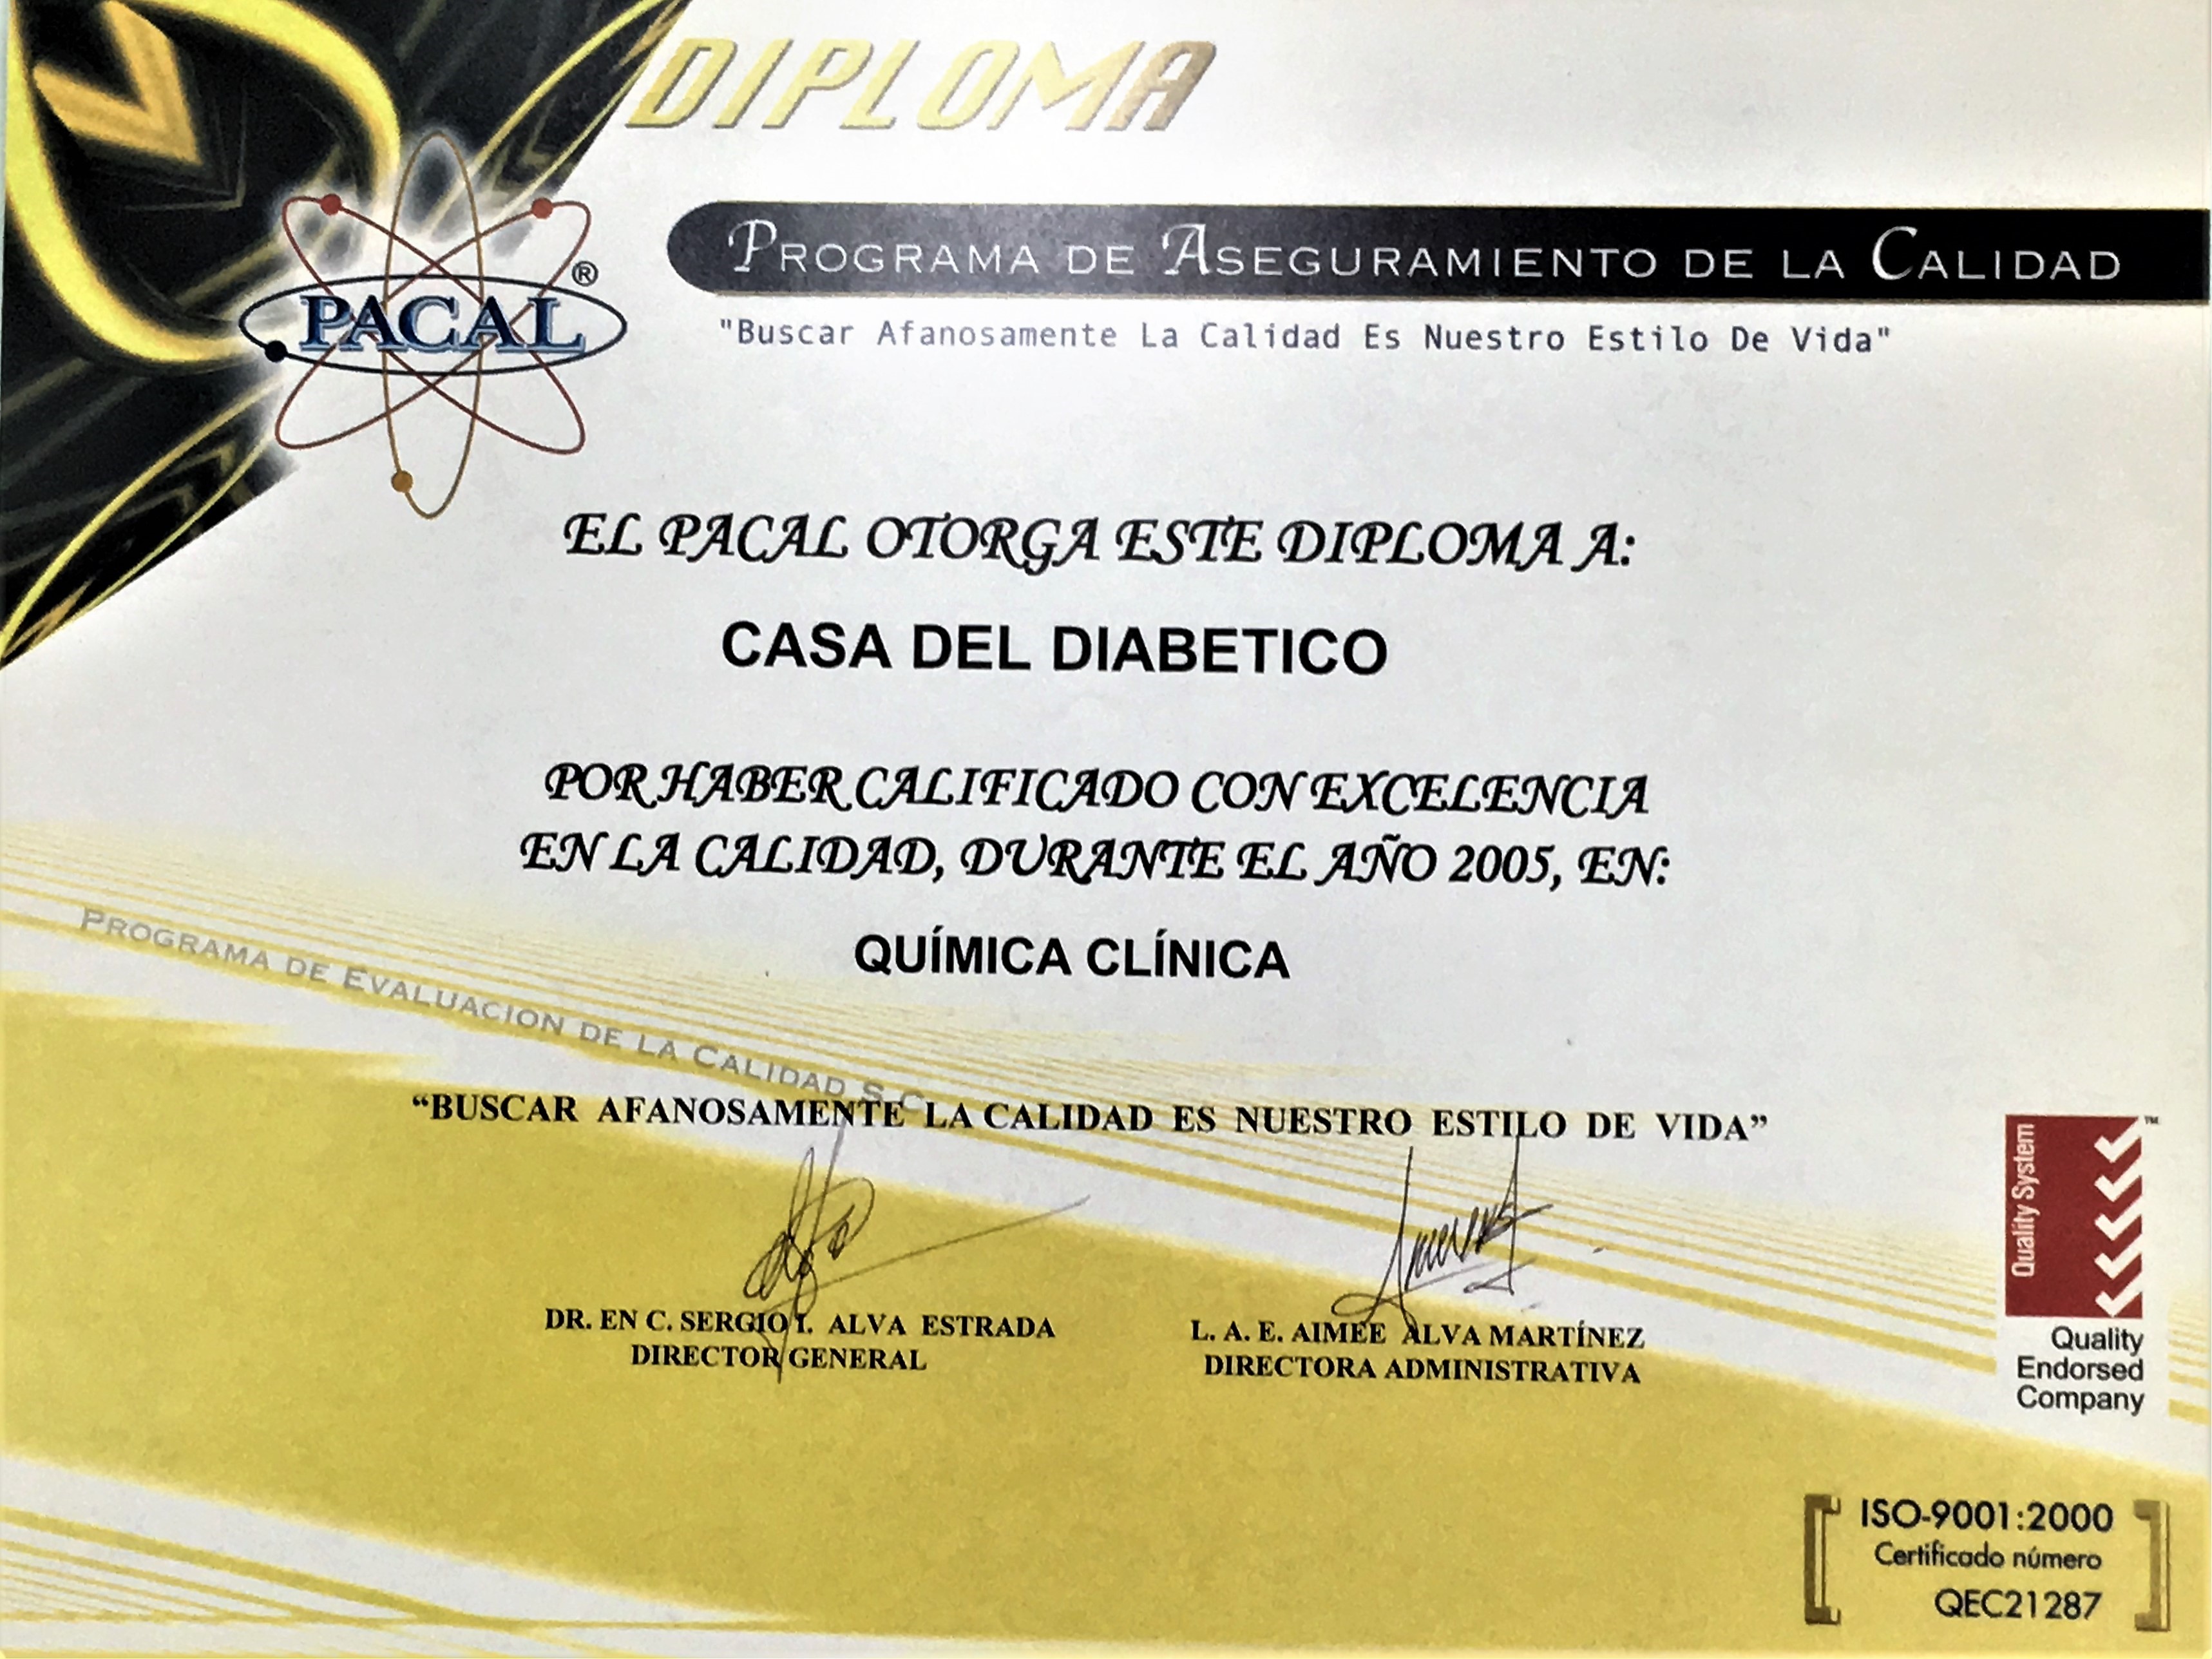 DIPLOMA
PROGRAMA DE ASEGURAMIENTO DE LA CALIDAD
"Buscar Afanosamente La Calidad Es Nuestro Estilo De Vida"
PACAL®
EL PACAL OTORGA ESTE DIPLOMA A:
CASA DEL DIABETICO
POR HABER CALIFICADO CON EXCELENCIA
EN LA CALIDAD, DURANTE EL AÑO 2005, EN:
QUÍMICA CLÍNICA
PROGRAMA DE EVALUACION DE LA CALIDAD S.C.
“BUSCAR AFANOSAMENTE LA CALIDAD ES NUESTRO ESTILO DE VIDA”
DR. EN C. SERGIO I. ALVA ESTRADA
DIRECTOR GENERAL
L. A. E. AIMEE ALVA MARTÍNEZ
DIRECTORA ADMINISTRATIVA
Quality System
™
Quality
Endorsed
Company
ISO-9001:2000
Certificado número
QEC21287